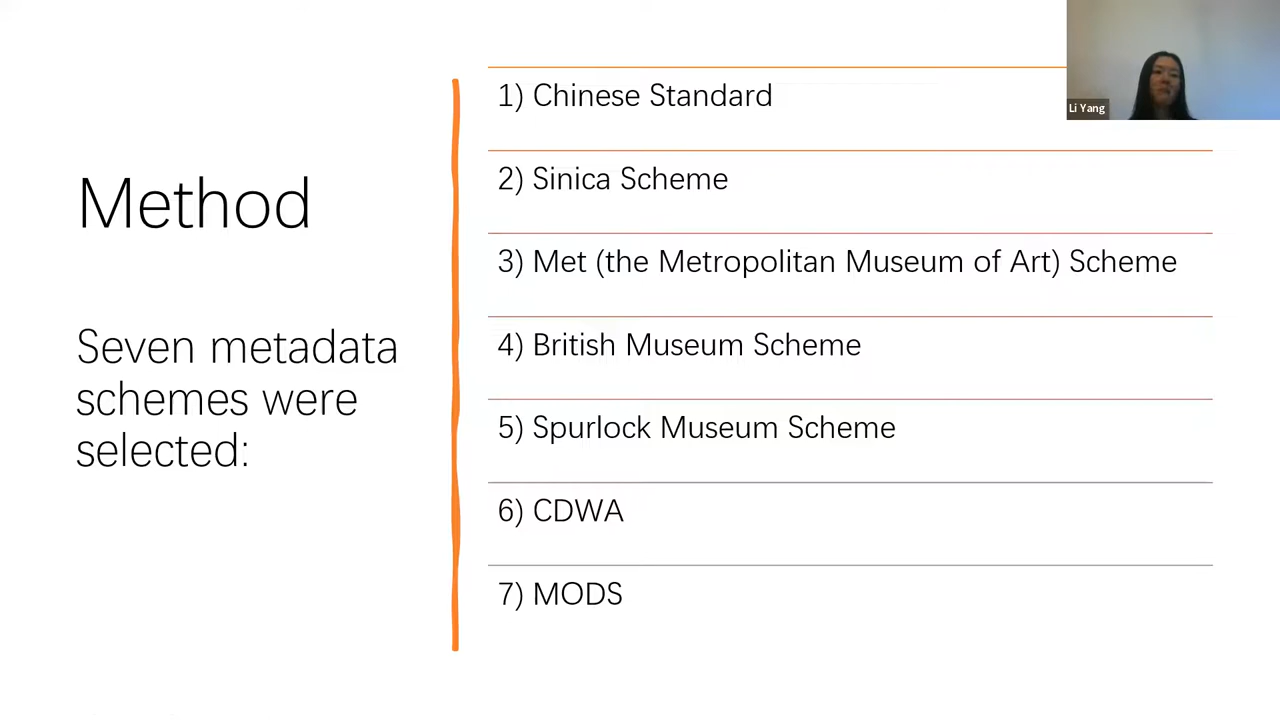 Method
Seven metadata
schemes were
selected:
1) Chinese Standard
2) Sinica Scheme
3) Met (the Metropolitan Museum of Art) Scheme
4) British Museum Scheme
5) Spurlock Museum Scheme
6) CDWA
7) MODS
Li Yang